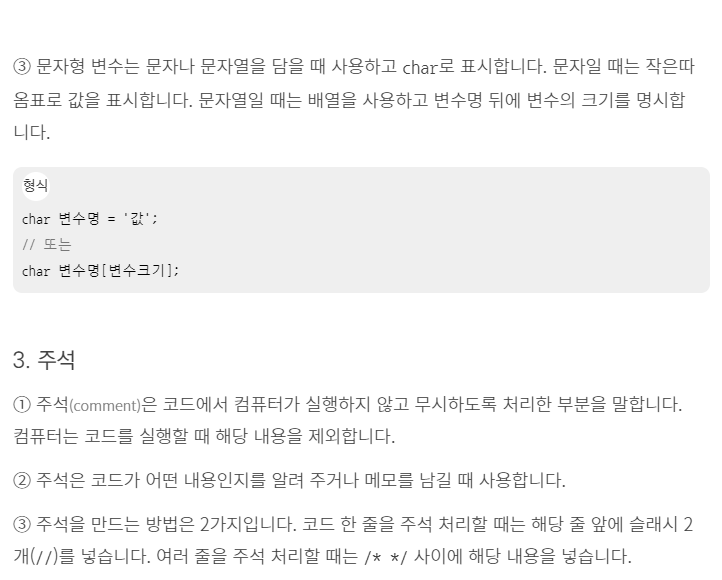 ③ 문자형 변수는 문자나 문자열을 담을 때 사용하고 char로 표시합니다. 문자일 때는 작은따
옴표로 값을 표시합니다. 문자열일 때는 배열을 사용하고 변수명 뒤에 변수의 크기를 명시합
니다.
형식
char 변수명 = '값';
// 또는
char 변수명[변수크기];
3. 주석
① 주석(comment)은 코드에서 컴퓨터가 실행하지 않고 무시하도록 처리한 부분을 말합니다.
컴퓨터는 코드를 실행할 때 해당 내용을 제외합니다.
② 주석은 코드가 어떤 내용인지를 알려 주거나 메모를 남길 때 사용합니다.
③ 주석을 만드는 방법은 2가지입니다. 코드 한 줄을 주석 처리할 때는 해당 줄 앞에 슬래시 2
개(//)를 넣습니다. 여러 줄을 주석 처리할 때는 /* */ 사이에 해당 내용을 넣습니다.